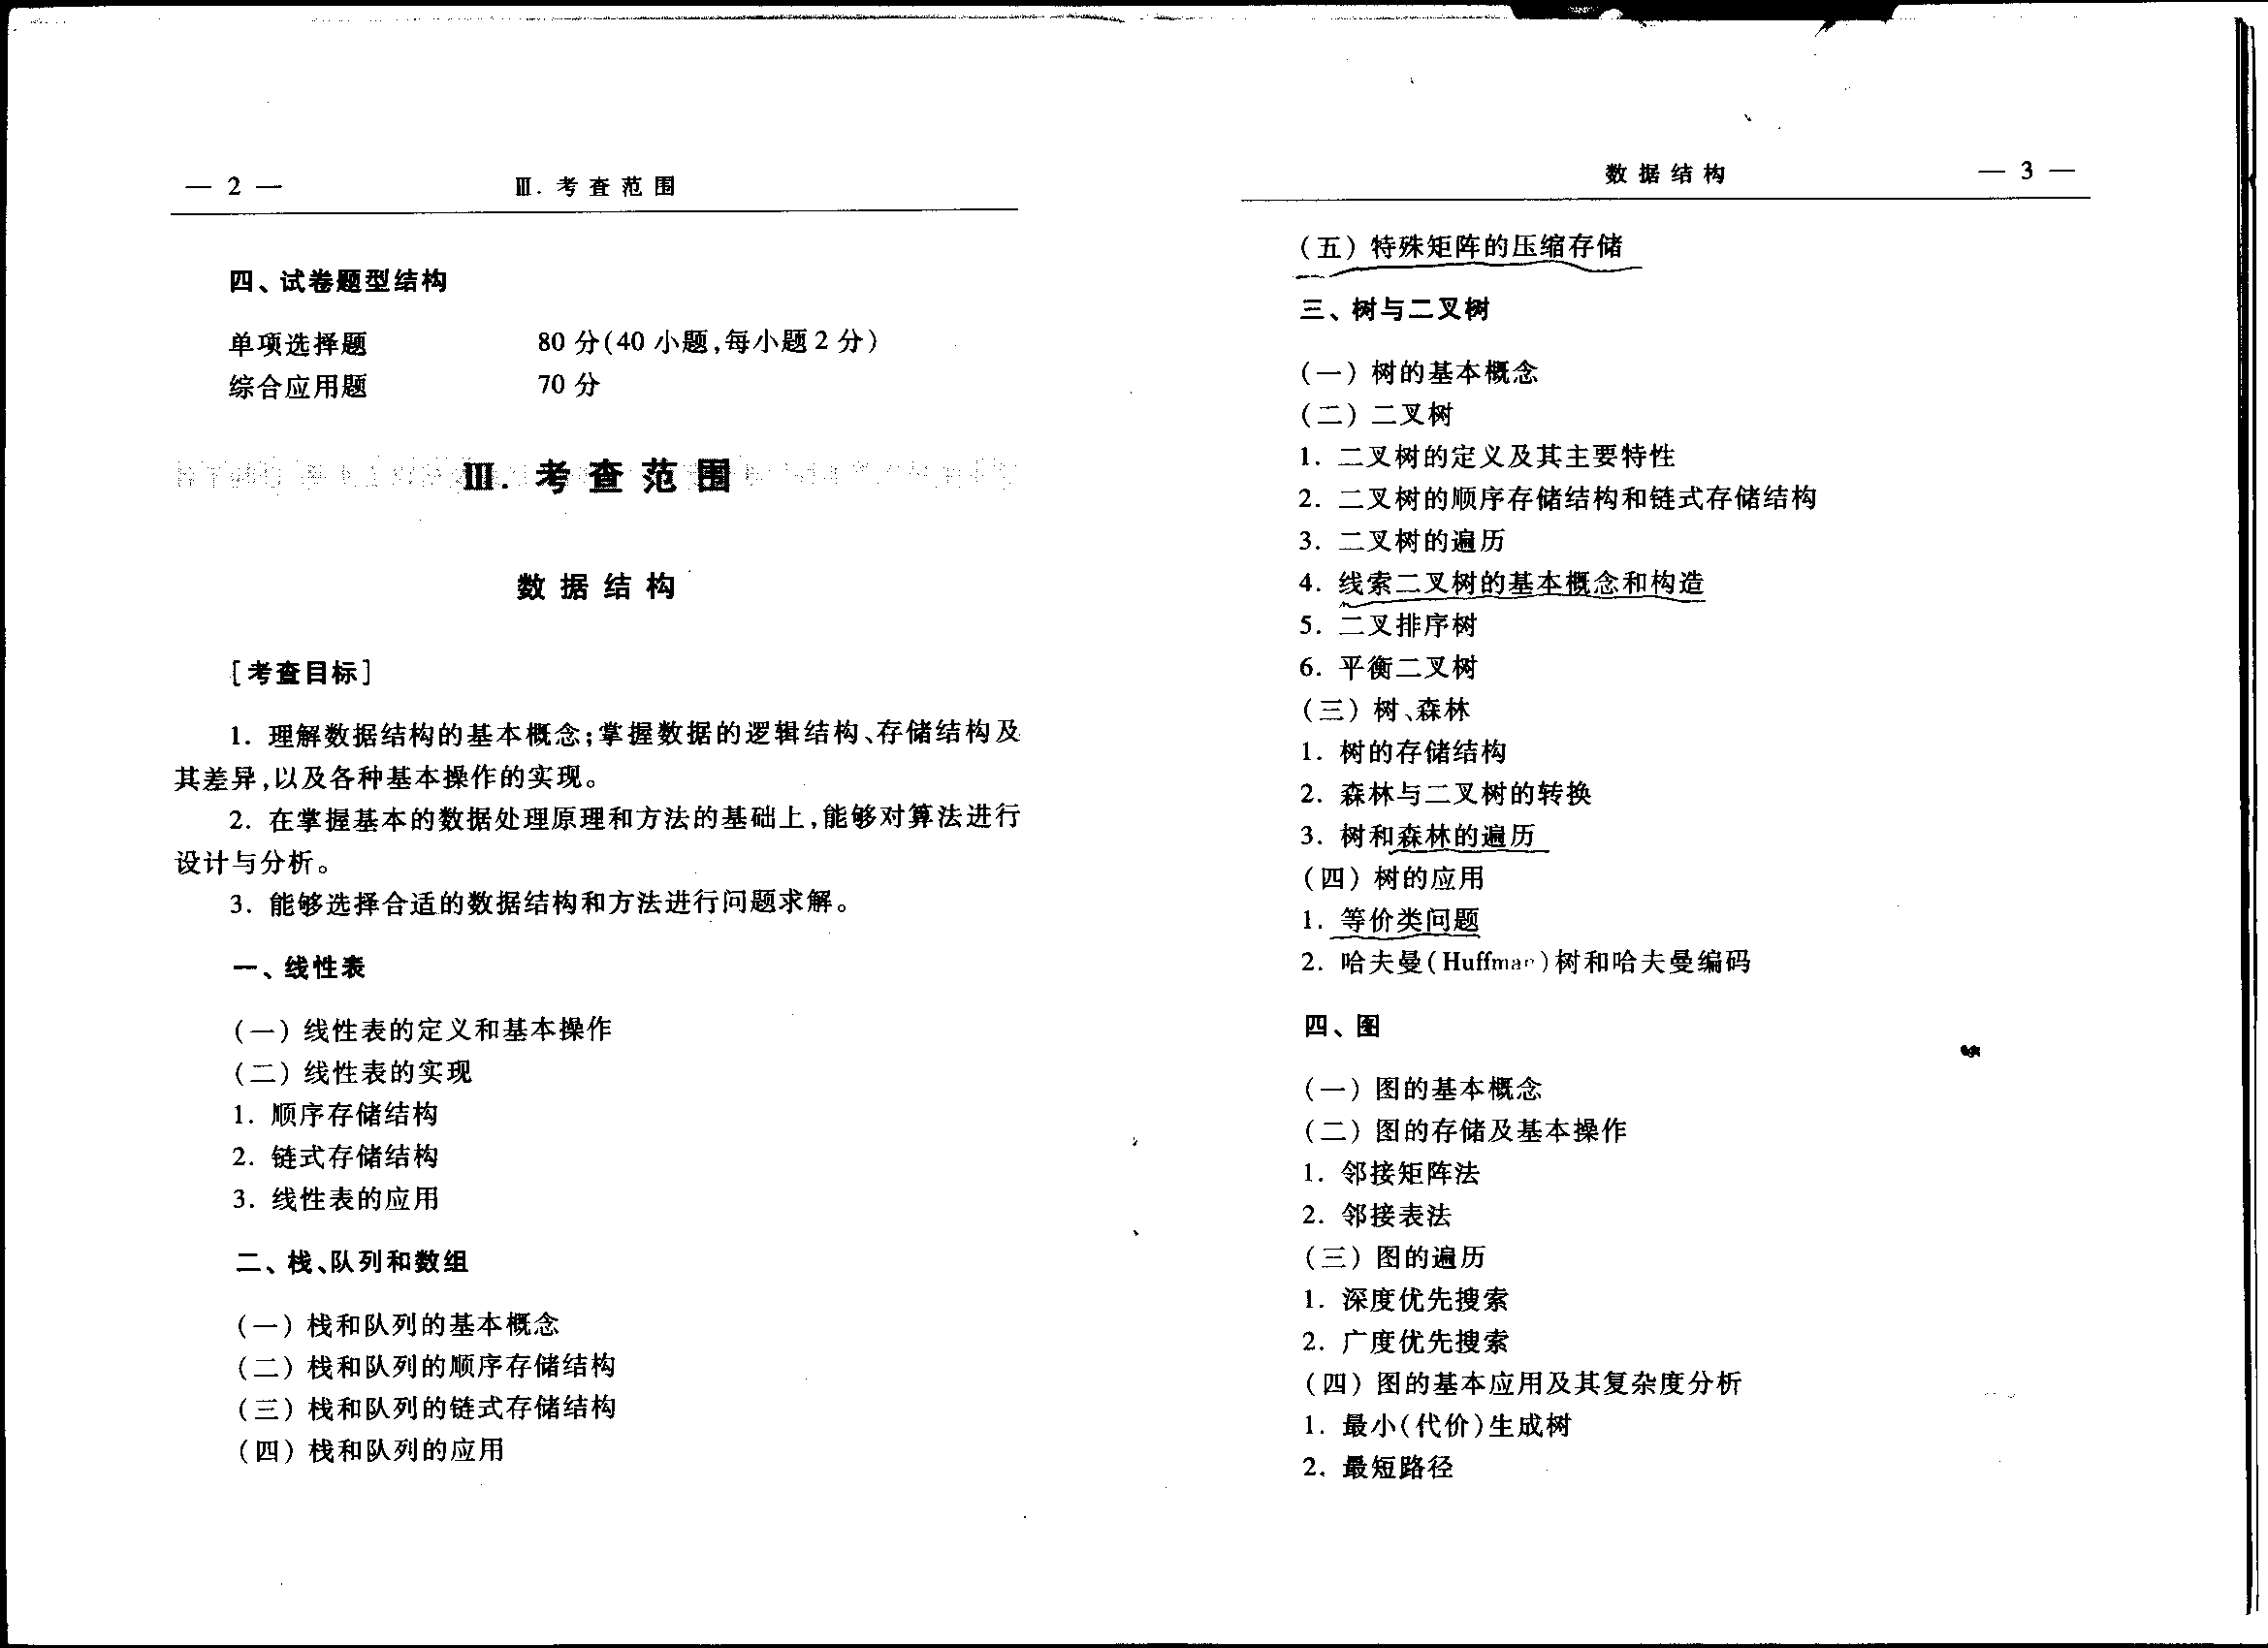 — 2 — Ⅲ. 考查范围
四、试卷题型结构
单项选择题 80 分(40 小题,每小题 2 分)
综合应用题 70 分
Ⅲ. 考查范围
数据结构
[考查目标]
1. 理解数据结构的基本概念;掌握数据的逻辑结构、存储结构及
其差异,以及各种基本操作的实现。
2. 在掌握基本的数据处理原理和方法的基础上,能够对算法进行
设计与分析。
3. 能够选择合适的数据结构和方法进行问题求解。
一、线性表
(一) 线性表的定义和基本操作
(二) 线性表的实现
1. 顺序存储结构
2. 链式存储结构
3. 线性表的应用
二、栈、队列和数组
(一) 栈和队列的基本概念
(二) 栈和队列的顺序存储结构
(三) 栈和队列的链式存储结构
(四) 栈和队列的应用
数据结构 — 3 —
(五) 特殊矩阵的压缩存储
三、树与二叉树
(一) 树的基本概念
(二) 二叉树
1. 二叉树的定义及其主要特性
2. 二叉树的顺序存储结构和链式存储结构
3. 二叉树的遍历
4. 线索二叉树的基本概念和构造
5. 二叉排序树
6. 平衡二叉树
(三) 树、森林
1. 树的存储结构
2. 森林与二叉树的转换
3. 树和森林的遍历
(四) 树的应用
1. 等价类问题
2. 哈夫曼(Huffman)树和哈夫曼编码
四、图
(一) 图的基本概念
(二) 图的存储及基本操作
1. 邻接矩阵法
2. 邻接表法
(三) 图的遍历
1. 深度优先搜索
2. 广度优先搜索
(四) 图的基本应用及其复杂度分析
1. 最小(代价)生成树
2. 最短路径